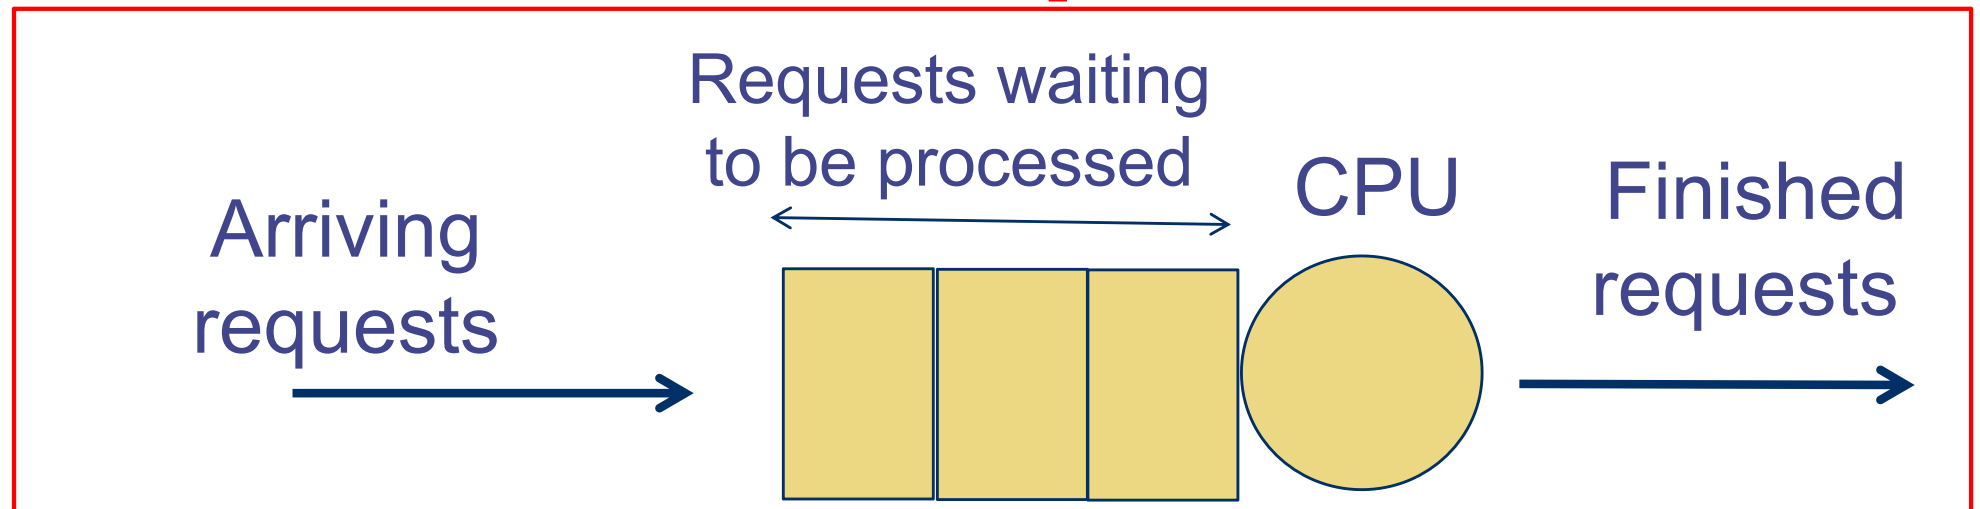 Requests waiting
to be processed
CPU
Finished
requests
Arriving
requests